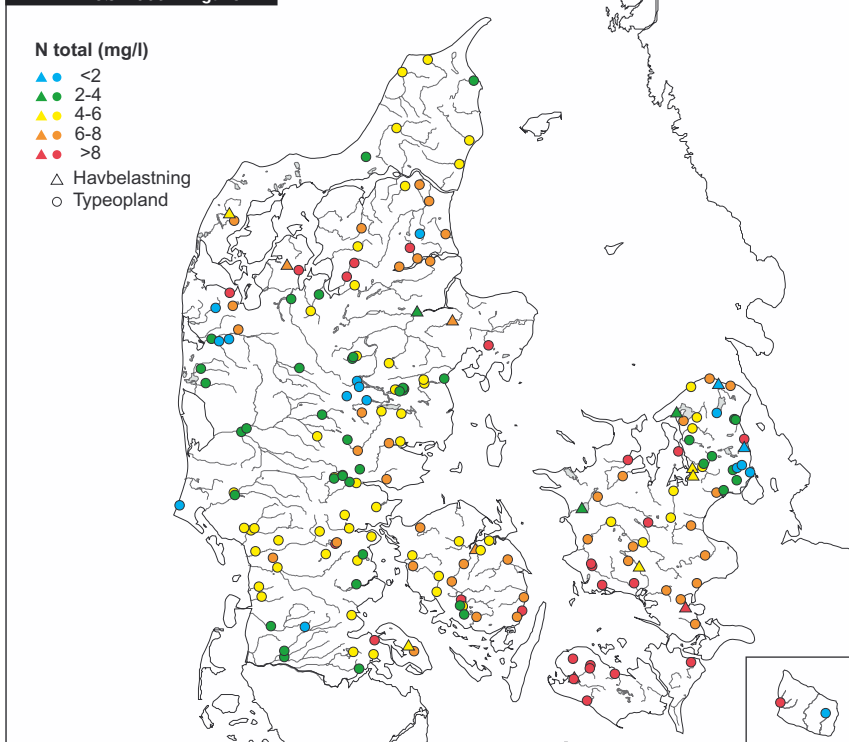 N total (mg/l)
<2
2-4
4-6
6-8
>8
Havbelastning
Typeopland